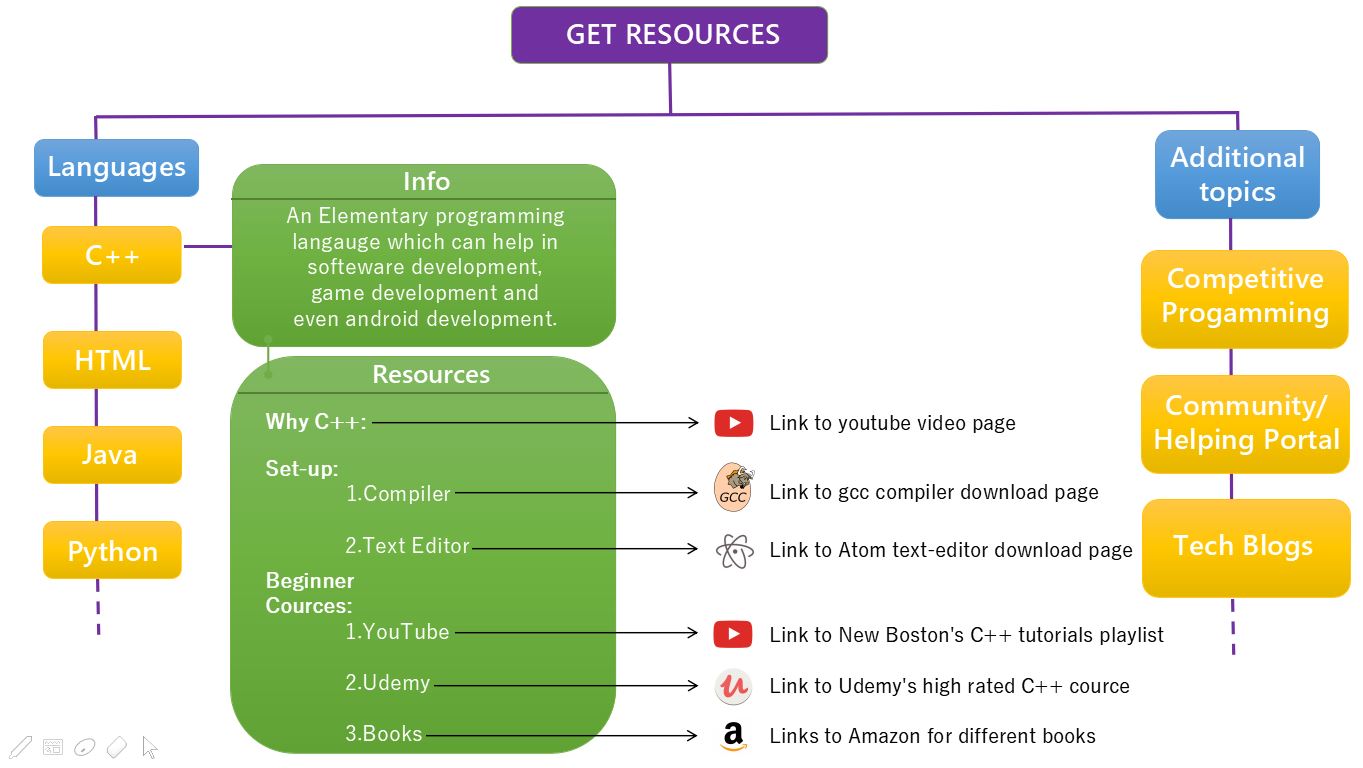 GET RESOURCES
Languages
C++
HTML
Java
Python
Info
An Elementary programming
langauge which can help in
softeware development,
game development and
even android development.
Resources
Why C++:
Link to youtube video page
Set-up:
1.Compiler
GCC
Link to gcc compiler download page
2.Text Editor
Link to Atom text-editor download page
Beginner
Cources:
1.YouTube
Link to New Boston's C++ tutorials playlist
2.Udemy
Link to Udemy's high rated C++ cource
3.Books
a
Links to Amazon for different books
Additional
topics
Competitive
Progamming
Community/
Helping Portal
Tech Blogs